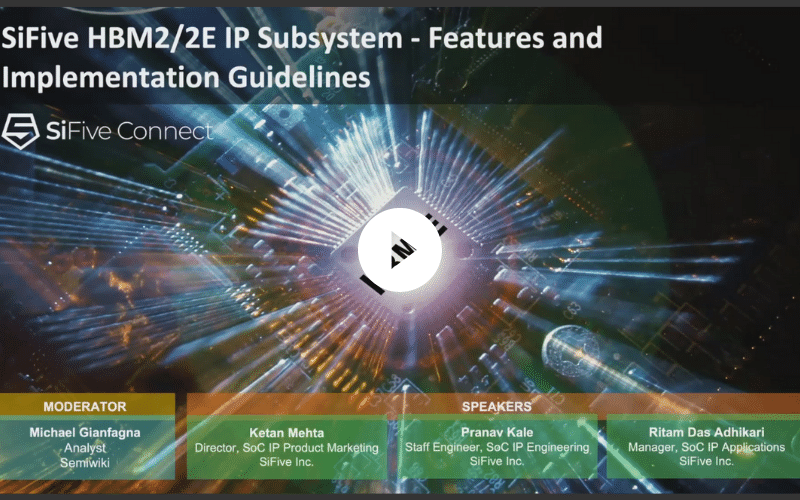 SiFive HBM2/2E IP Subsystem - Features and
Implementation Guidelines
SiFive Connect
MODERATOR
Michael Gianfagna
Analyst
Semiwiki
SPEAKERS
Ketan Mehta
Director, SoC IP Product Marketing
SiFive Inc.
Pranav Kale
Staff Engineer, SoC IP Engineering
SiFive Inc.
Ritam Das Adhikari
Manager, SoC IP Applications
SiFive Inc.